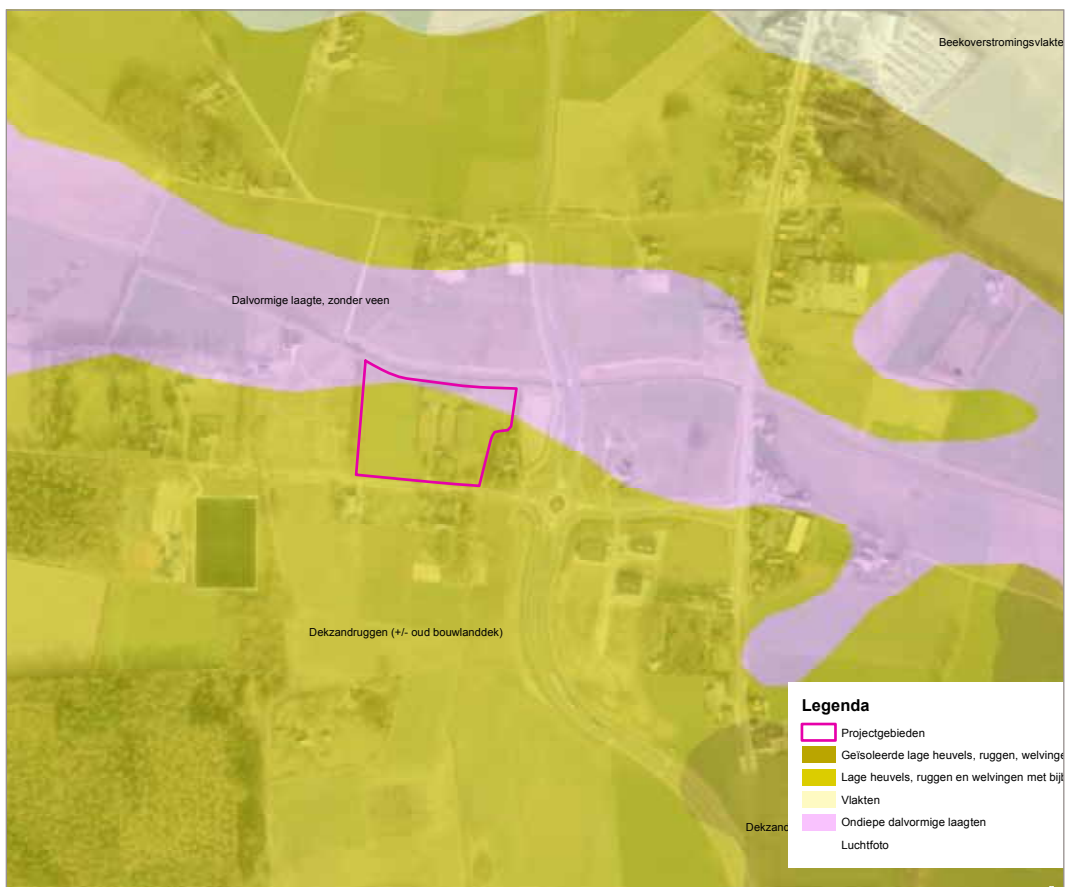 Beekoverstromingsvlakte
Dalvormige laagte, zonder veen
Dekzandruggen (+/- oud bouwlanddek)
Dekzand
Legenda
Projectgebieden
Geïsoleerde lage heuvels, ruggen, welvinge
Lage heuvels, ruggen en welvingen met bijb
Vlakten
Ondiepe dalvormige laagten
Luchtfoto